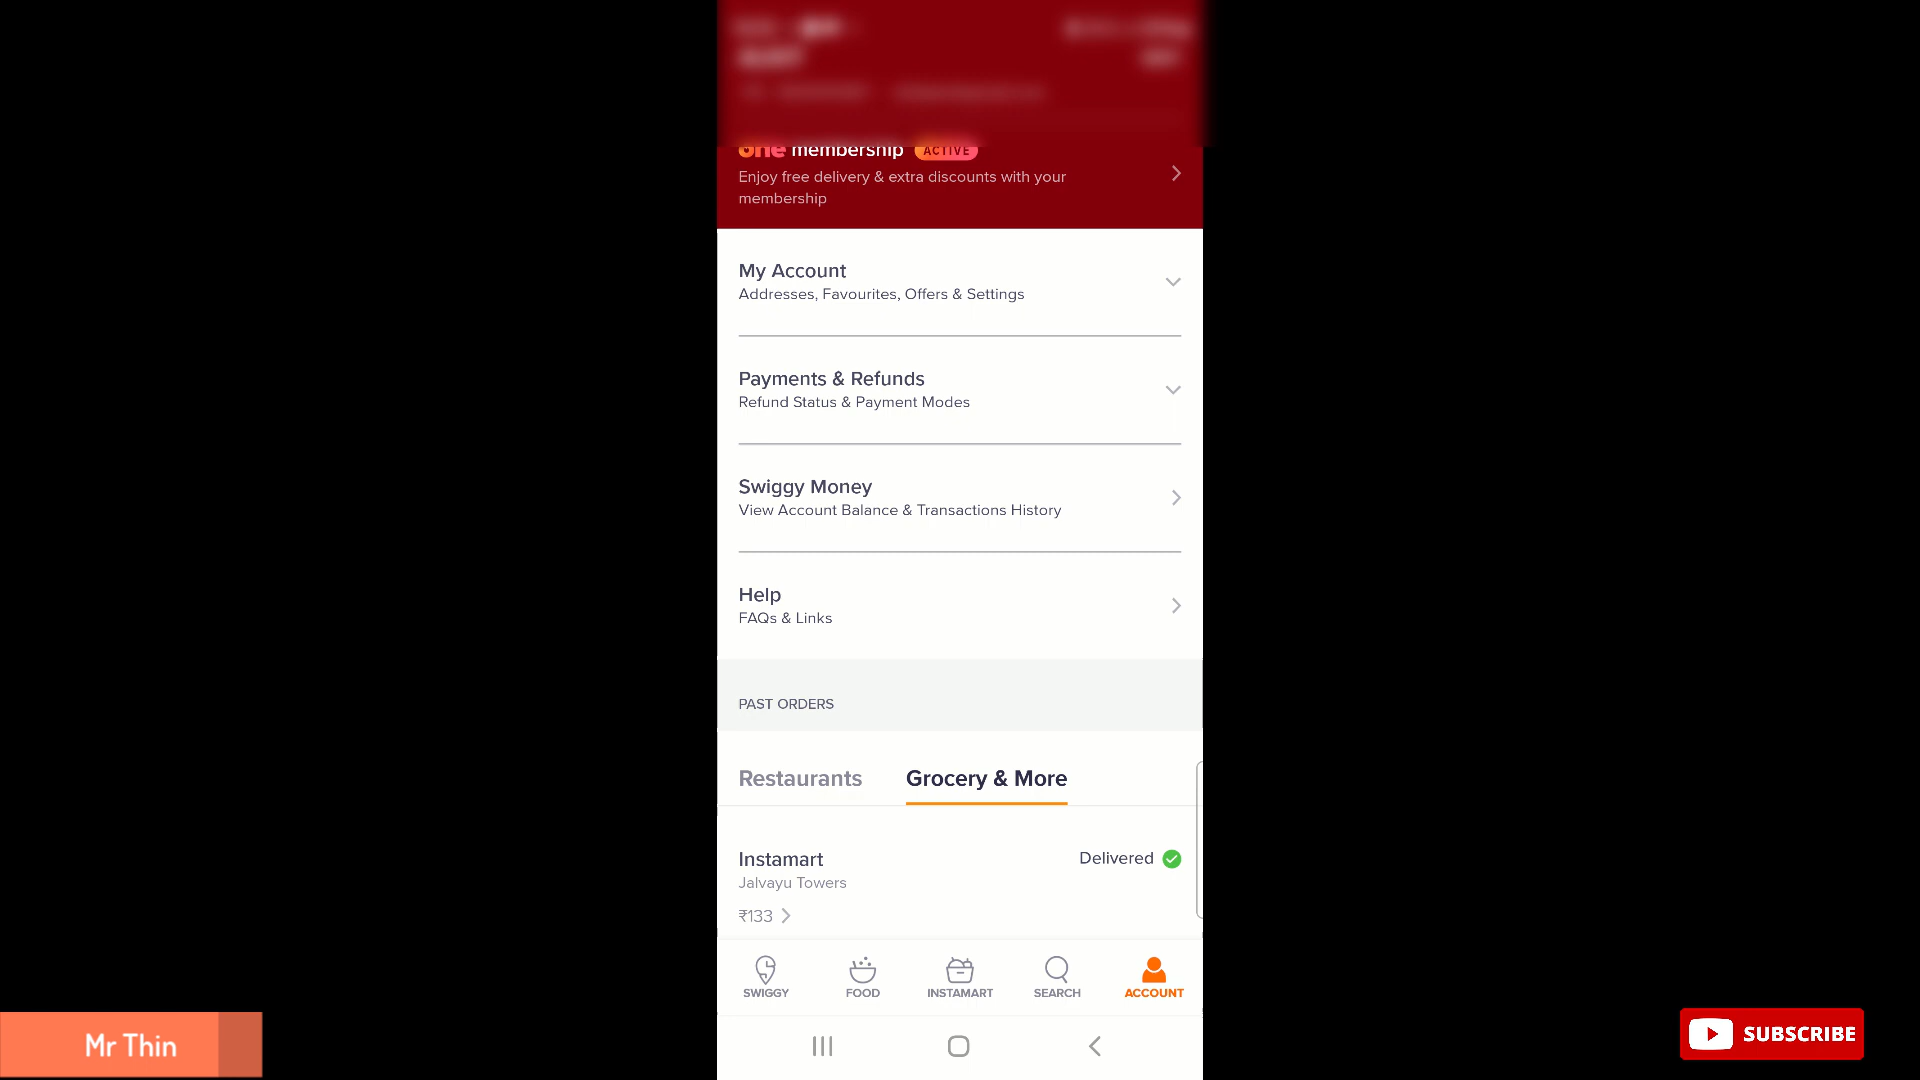 one membership ACTIVE
Enjoy free delivery & extra discounts with your
membership
My Account
Addresses, Favourites, Offers & Settings
Payments & Refunds
Refund Status & Payment Modes
Swiggy Money
View Account Balance & Transactions History
Help
FAQs & Links
PAST ORDERS
Restaurants Grocery & More
Instamart Delivered
Jalvayu Towers
₹133
SWIGGY FOOD INSTAMART SEARCH ACCOUNT
Mr Thin
SUBSCRIBE